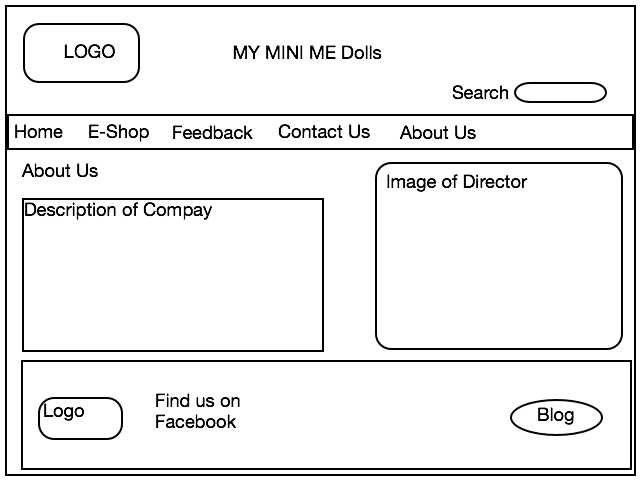 LOGO
MY MINI ME Dolls
Search
Home E-Shop Feedback Contact Us About Us
About Us
Image of Director
Description of Compay
Logo
Find us on
Facebook
Blog